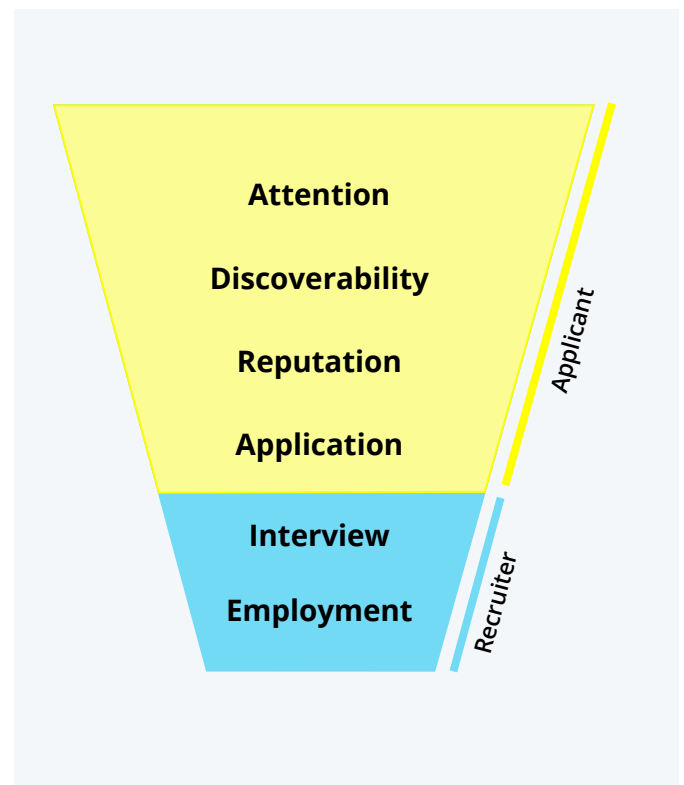 Attention
Discoverability
Reputation
Application
Applicant
Interview
Employment
Recruiter